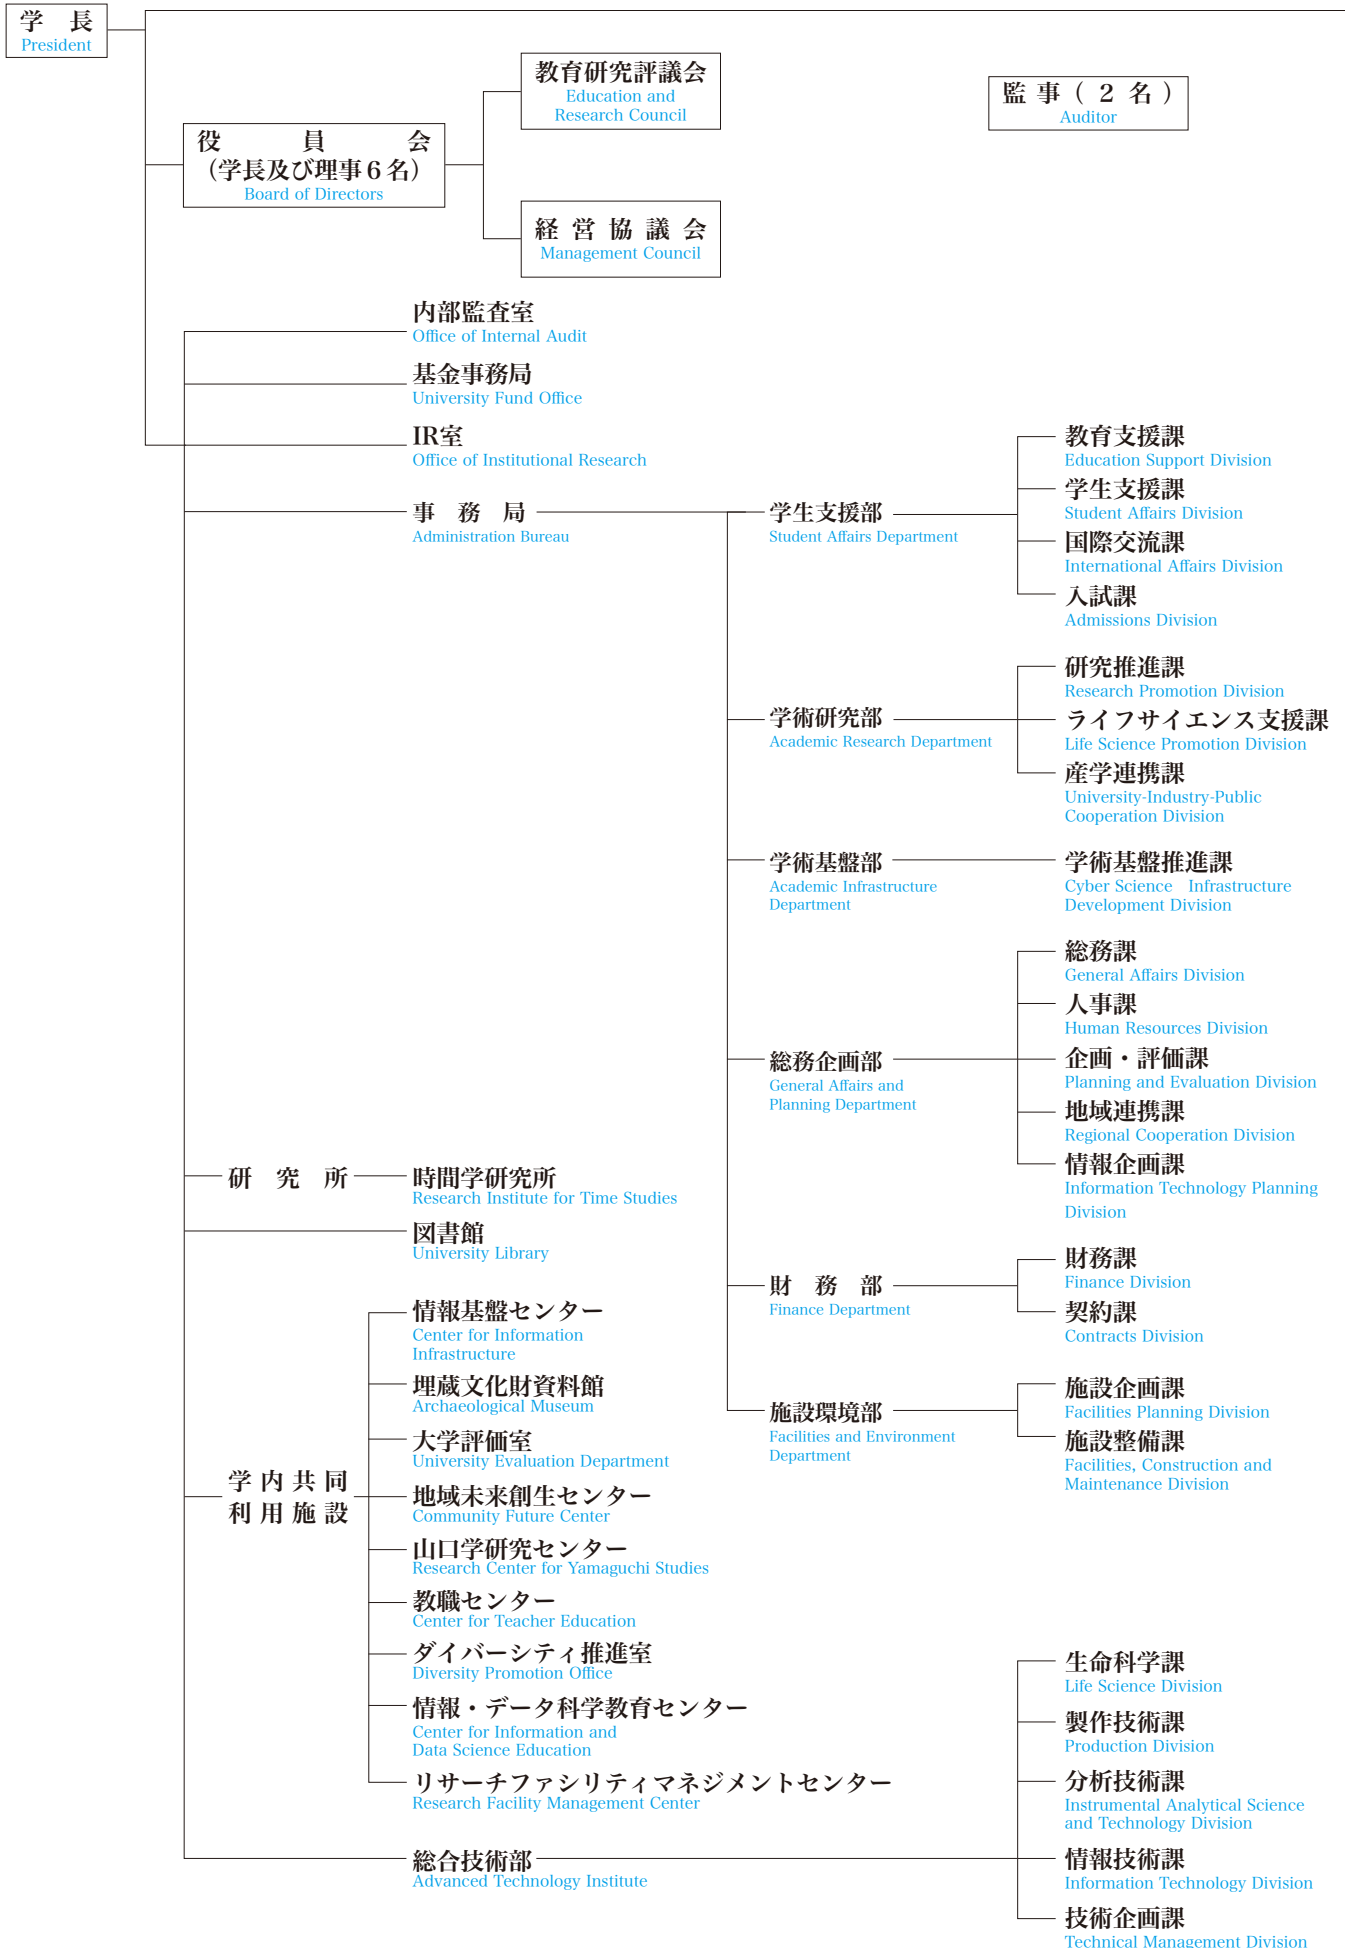 学長
President
教育研究評議会
Education and
Research Council
監事(2名)
Auditor
役員会
(学長及び理事6名)
Board of Directors
経営協議会
Management Council
内部監査室
Office of Internal Audit
基金事務局
University Fund Office
IR室
Office of Institutional Research
事務局
Administration Bureau
学生支援部
Student Affairs Department
教育支援課
Education Support Division
学生支援課
Student Affairs Division
国際交流課
International Affairs Division
入試課
Admissions Division
学術研究部
Academic Research Department
研究推進課
Research Promotion Division
ライフサイエンス支援課
Life Science Promotion Division
産学連携課
University-Industry-Public
Cooperation Division
学術基盤部
Academic Infrastructure
Department
学術基盤推進課
Cyber Science Infrastructure
Development Division
総務企画部
General Affairs and
Planning Department
総務課
General Affairs Division
人事課
Human Resources Division
企画・評価課
Planning and Evaluation Division
地域連携課
Regional Cooperation Division
情報企画課
Information Technology Planning
Division
財務部
Finance Department
財務課
Finance Division
契約課
Contracts Division
施設環境部
Facilities and Environment
Department
施設企画課
Facilities Planning Division
施設整備課
Facilities, Construction and
Maintenance Division
研究所
時間学研究所
Research Institute for Time Studies
図書館
University Library
学内共同
利用施設
情報基盤センター
Center for Information
Infrastructure
埋蔵文化財資料館
Archaeological Museum
大学評価室
University Evaluation Department
地域未来創生センター
Community Future Center
山口学研究センター
Research Center for Yamaguchi Studies
教職センター
Center for Teacher Education
ダイバーシティ推進室
Diversity Promotion Office
情報・データ科学教育センター
Center for Information and
Data Science Education
リサーチファシリティマネジメントセンター
Research Facility Management Center
総合技術部
Advanced Technology Institute
生命科学課
Life Science Division
製作技術課
Production Division
分析技術課
Instrumental Analytical Science
and Technology Division
情報技術課
Information Technology Division
技術企画課
Technical Management Division